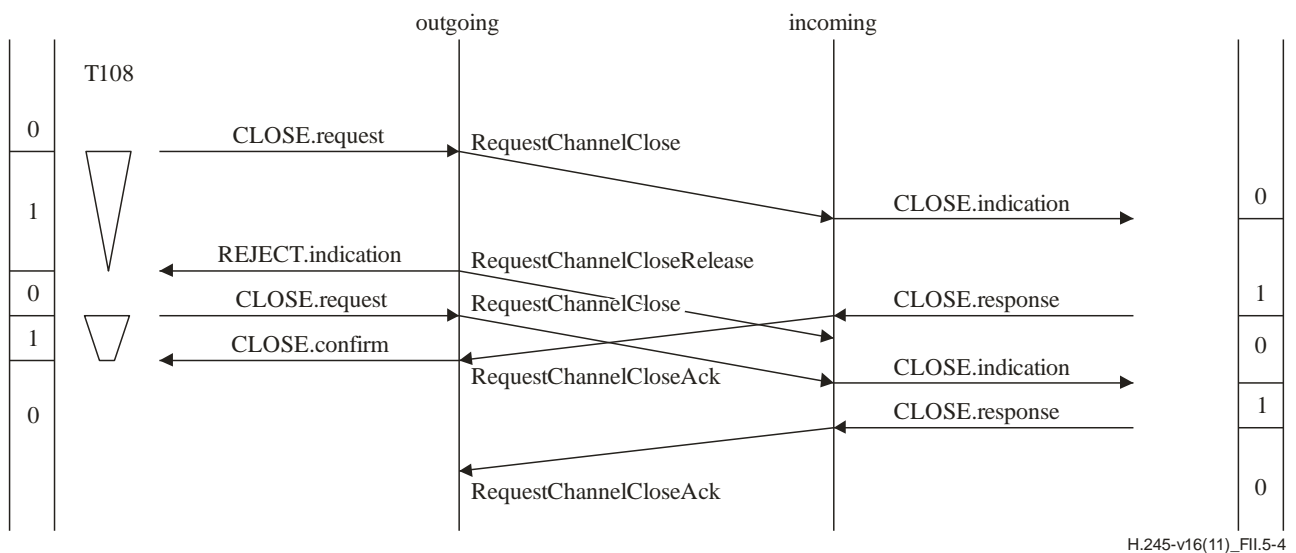 outgoing incoming
T108
0 CLOSE.request RequestChannelClose
1 CLOSE.indication 0
REJECT.indication RequestChannelCloseRelease
0 CLOSE.request RequestChannelClose CLOSE.response 1
1 CLOSE.confirm 0
RequestChannelCloseAck CLOSE.indication
0 CLOSE.response 1
RequestChannelCloseAck 0
H.245-v16(11)_FII.5-4